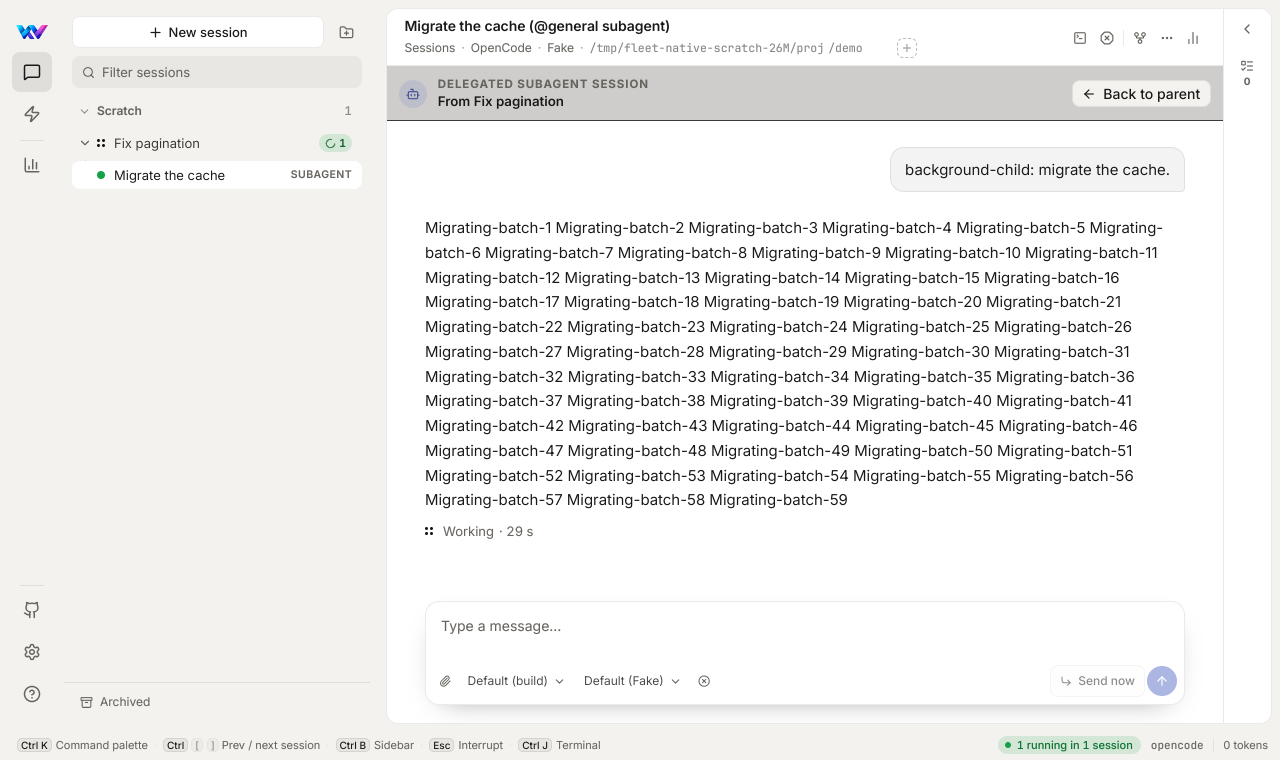 New session
Filter sessions
Scratch 1
Fix pagination 1
Migrate the cache SUBAGENT
Archived
Migrate the cache (@general subagent)
Sessions · OpenCode · Fake · /tmp/fleet-native-scratch-26M/proj /demo
0
DELEGATED SUBAGENT SESSION
From Fix pagination
Back to parent
background-child: migrate the cache.
Migrating-batch-1 Migrating-batch-2 Migrating-batch-3 Migrating-batch-4 Migrating-batch-5 Migrating-
batch-6 Migrating-batch-7 Migrating-batch-8 Migrating-batch-9 Migrating-batch-10 Migrating-batch-11
Migrating-batch-12 Migrating-batch-13 Migrating-batch-14 Migrating-batch-15 Migrating-batch-16
Migrating-batch-17 Migrating-batch-18 Migrating-batch-19 Migrating-batch-20 Migrating-batch-21
Migrating-batch-22 Migrating-batch-23 Migrating-batch-24 Migrating-batch-25 Migrating-batch-26
Migrating-batch-27 Migrating-batch-28 Migrating-batch-29 Migrating-batch-30 Migrating-batch-31
Migrating-batch-32 Migrating-batch-33 Migrating-batch-34 Migrating-batch-35 Migrating-batch-36
Migrating-batch-37 Migrating-batch-38 Migrating-batch-39 Migrating-batch-40 Migrating-batch-41
Migrating-batch-42 Migrating-batch-43 Migrating-batch-44 Migrating-batch-45 Migrating-batch-46
Migrating-batch-47 Migrating-batch-48 Migrating-batch-49 Migrating-batch-50 Migrating-batch-51
Migrating-batch-52 Migrating-batch-53 Migrating-batch-54 Migrating-batch-55 Migrating-batch-56
Migrating-batch-57 Migrating-batch-58 Migrating-batch-59
Working · 29 s
Type a message...
Default (build) Default (Fake) Send now
Ctrl K Command palette Ctrl [ ] Prev / next session Ctrl B Sidebar Esc Interrupt Ctrl J Terminal 1 running in 1 session opencode 0 tokens